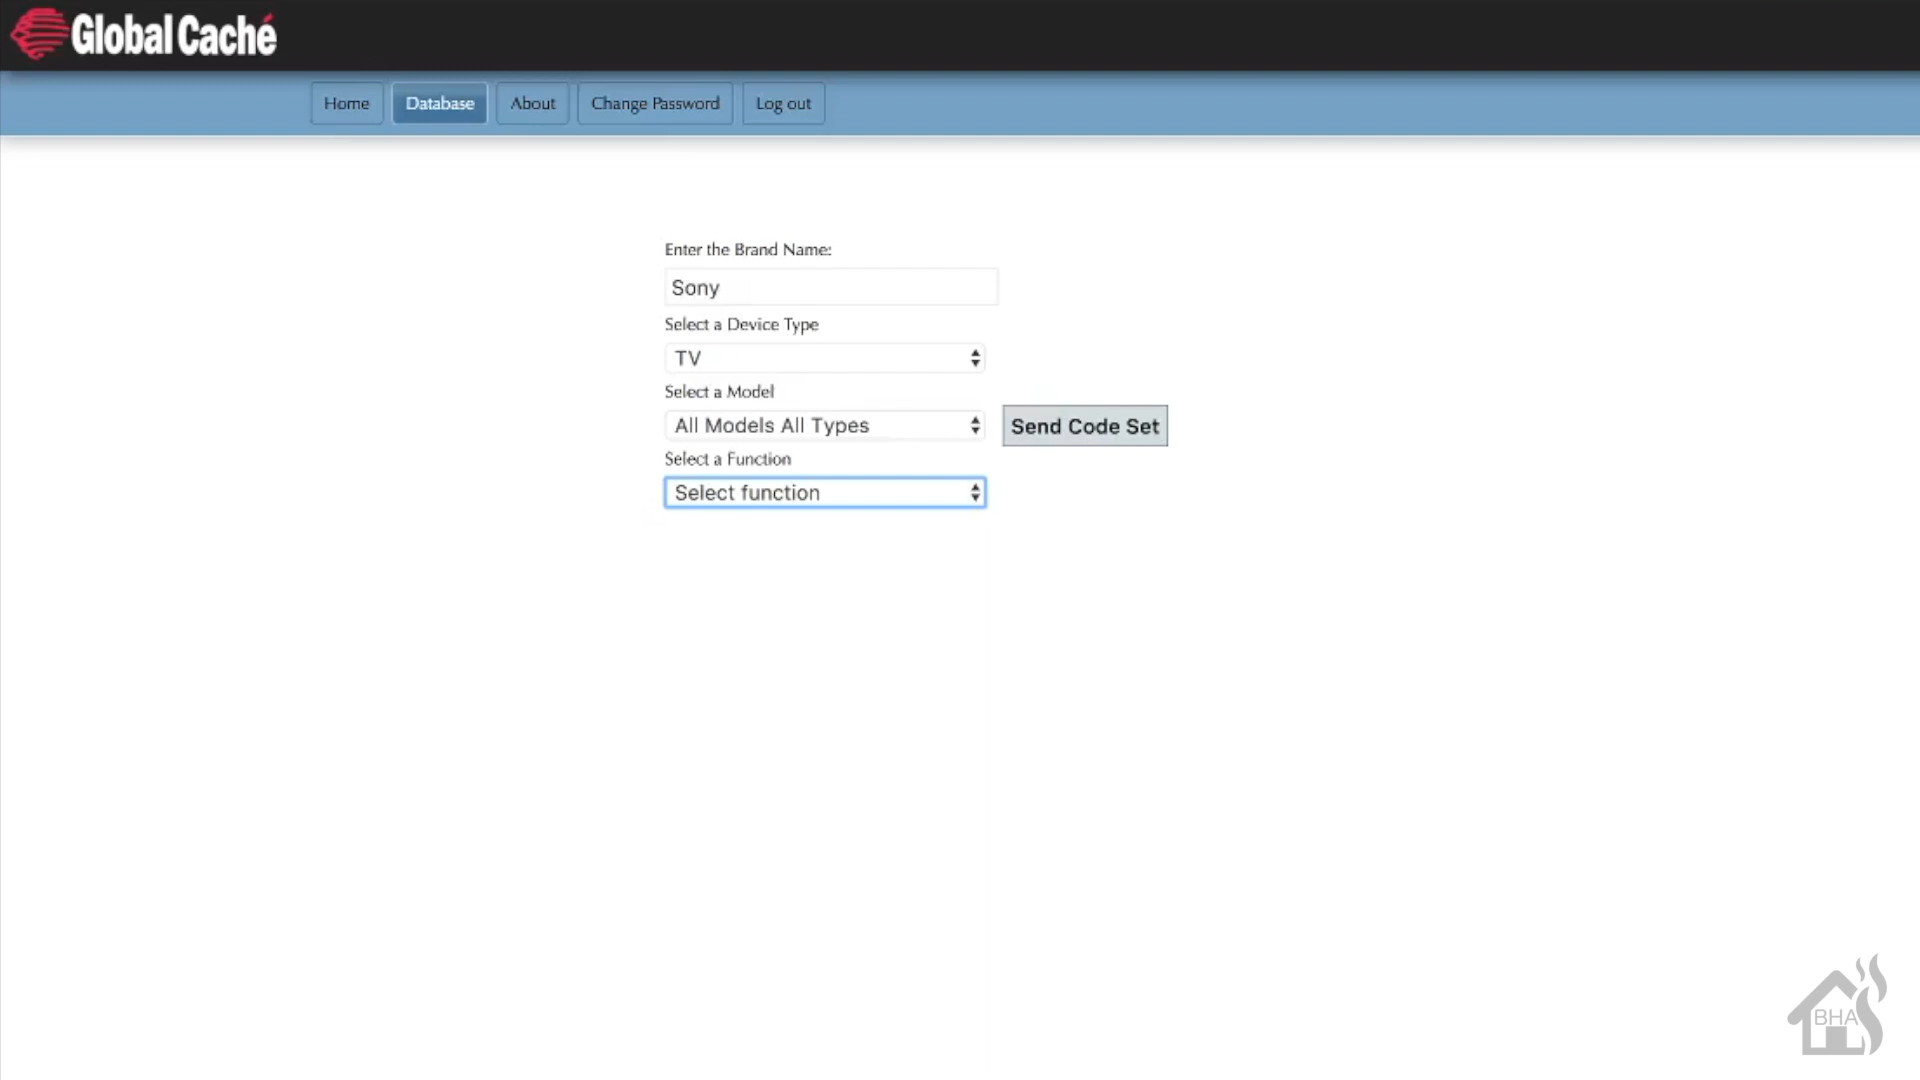 Global Caché
Home Database About Change Password Log out
Enter the Brand Name:
Sony
Select a Device Type
TV
Select a Model
All Models All Types Send Code Set
Select a Function
Select function
BHA